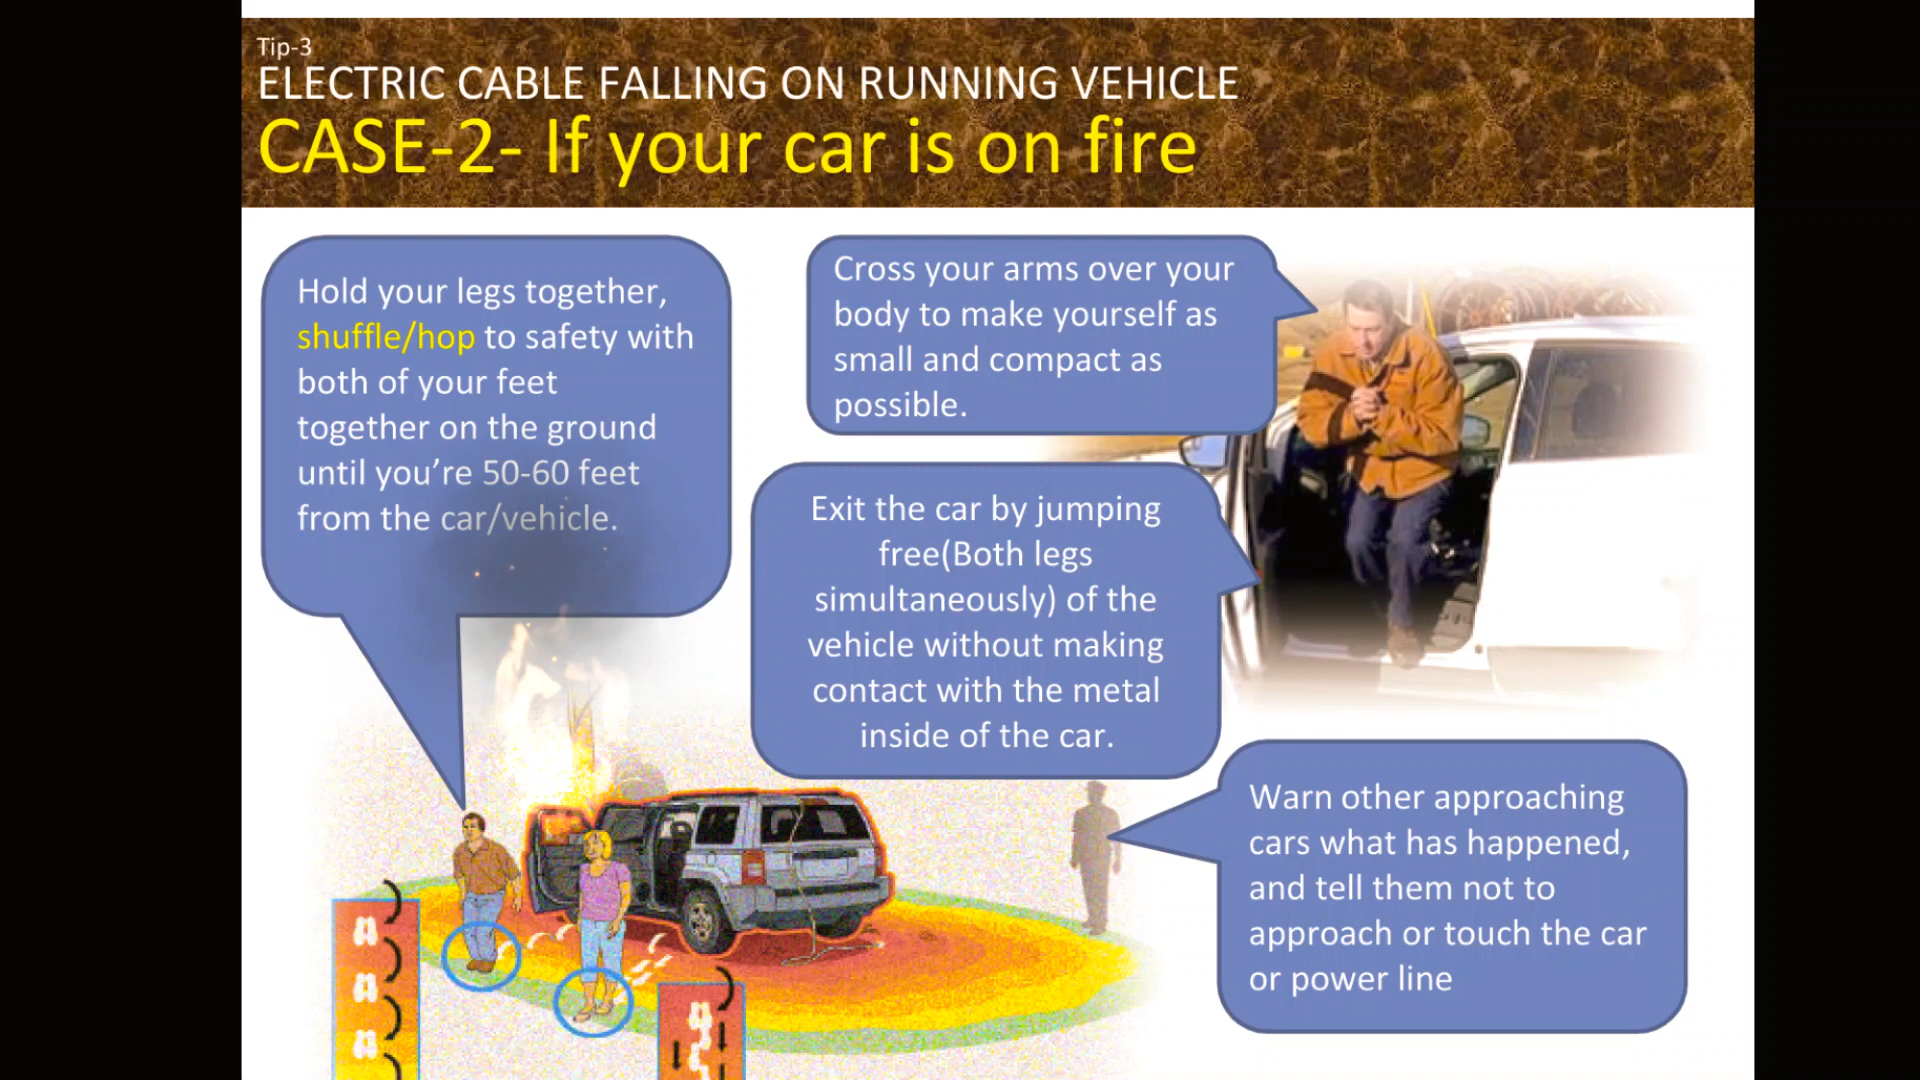 Tip-3
ELECTRIC CABLE FALLING ON RUNNING VEHICLE
CASE-2- If your car is on fire
Hold your legs together,
shuffle/hop to safety with
both of your feet
together on the ground
until you’re 50-60 feet
from the car/vehicle.
Cross your arms over your
body to make yourself as
small and compact as
possible.
Exit the car by jumping
free(Both legs
simultaneously) of the
vehicle without making
contact with the metal
inside of the car.
Warn other approaching
cars what has happened,
and tell them not to
approach or touch the car
or power line